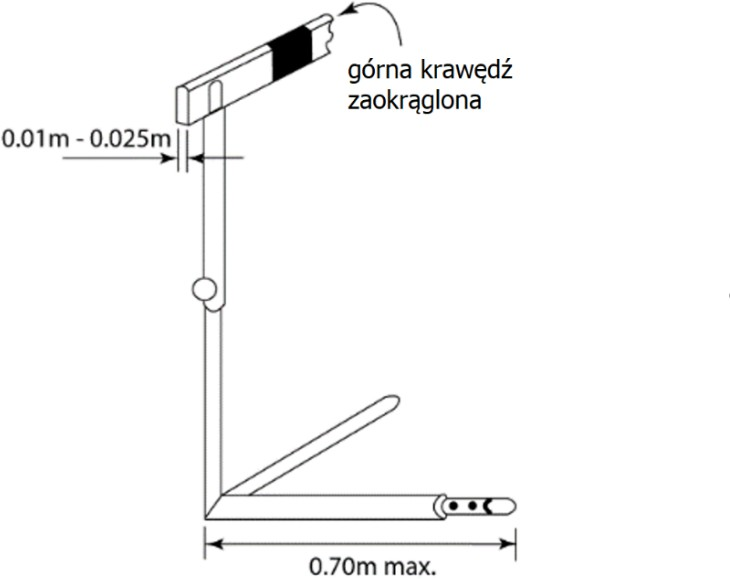 górna krawędź
zaokrąglona
0.01m - 0.025m
0.70m max.